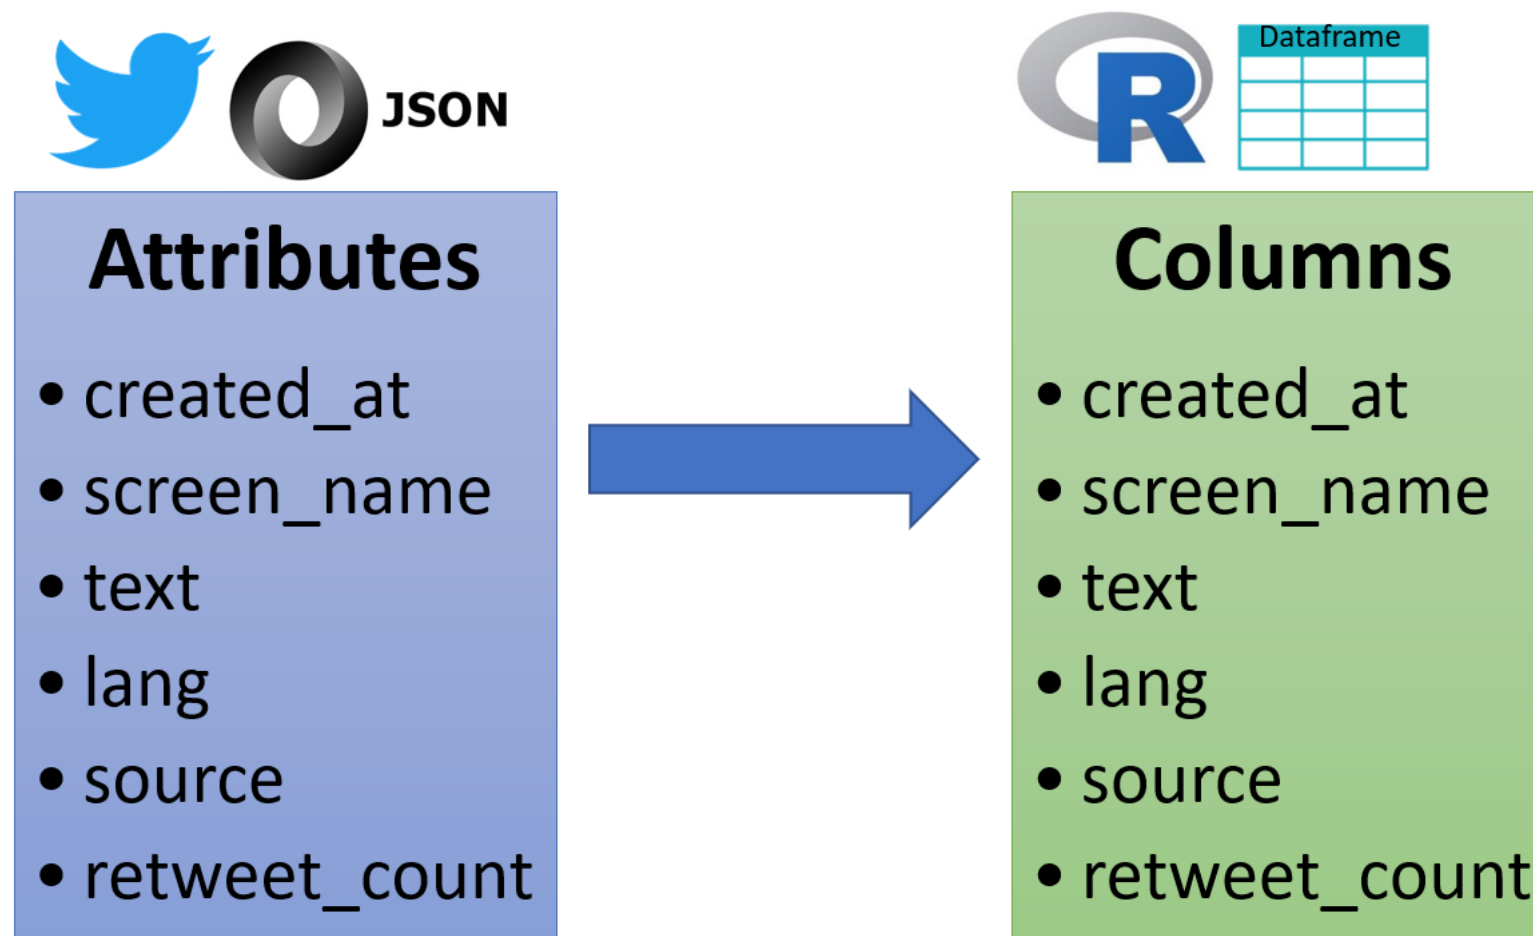 JSON
Attributes
• created_at
• screen_name
• text
• lang
• source
• retweet_count
R
Dataframe
Columns
• created_at
• screen_name
• text
• lang
• source
• retweet_count